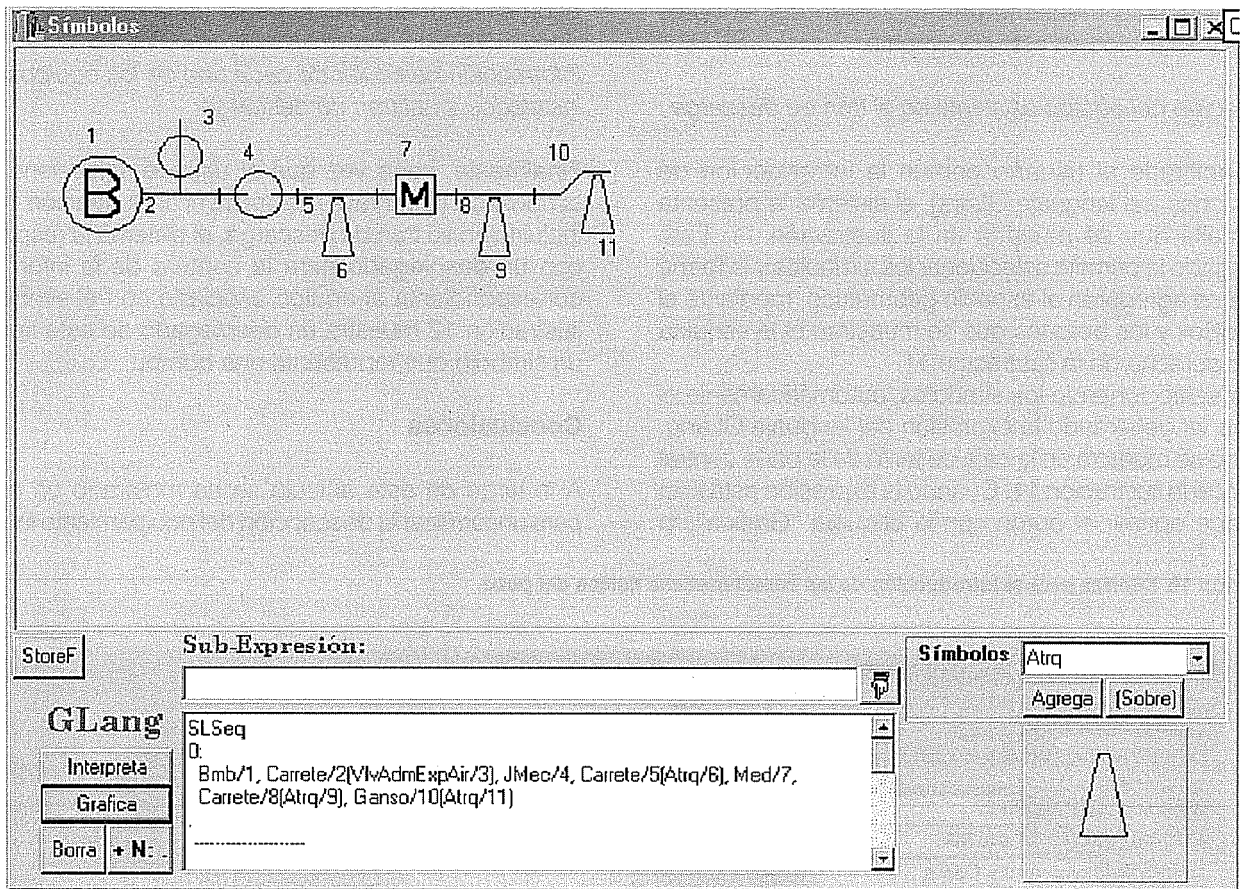 Símbolos
3
1
4
7
10
B
2
5
M
8
6
9
11
StoreF
Sub-Expresión:
Símbolos
Atrq
Agrega
(Sobre)
GLang
SLSeq
0:
Bmb/1, Carrete/2(VlvAdmExpAir/3), JMec/4, Carrete/5(Atrq/6), Med/7,
Carrete/8(Atrq/9), Ganso/10(Atrq/11)
.
--------------------
Interpreta
Grafica
Borra
+ N: .